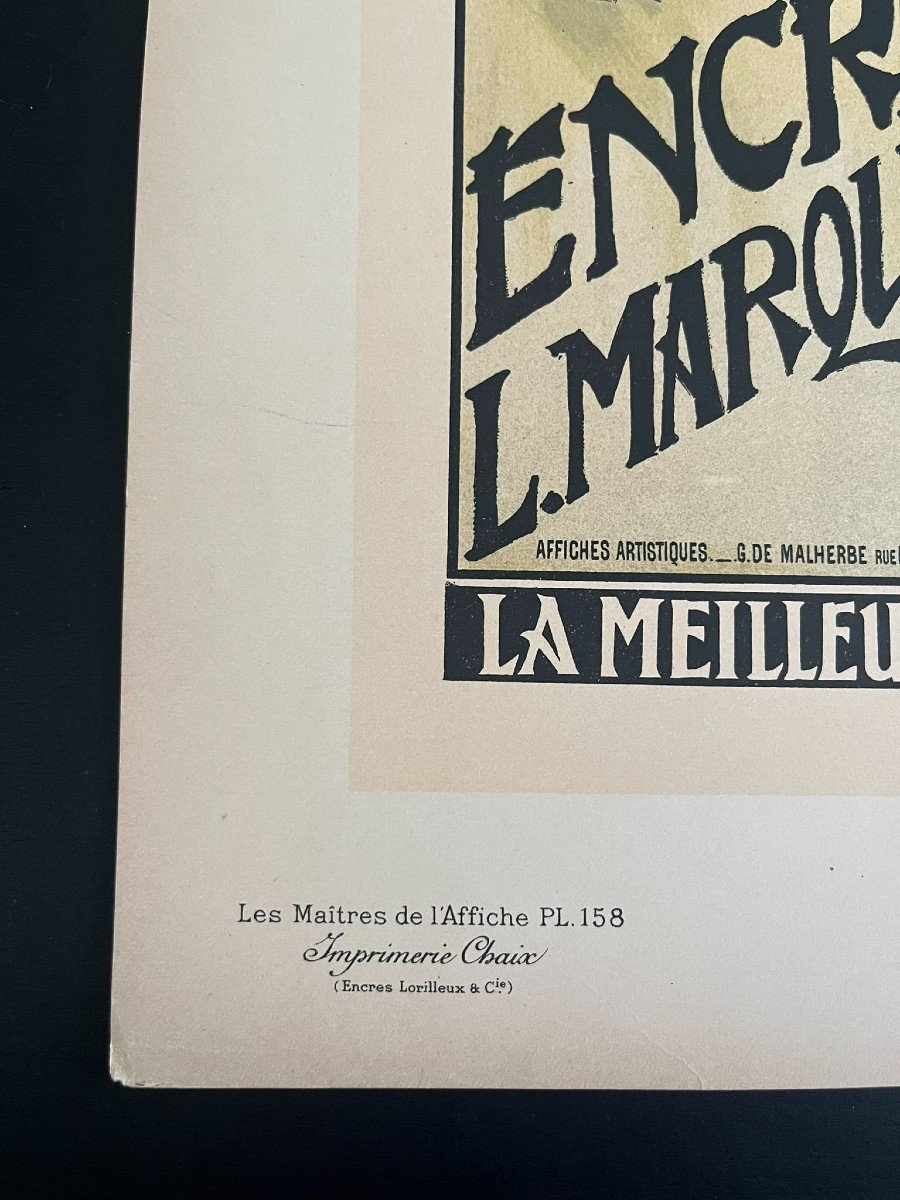 ENCR
L. MARQU
AFFICHES ARTISTIQUES._.G. DE MALHERBE RUE
LA MEILLEU
Les Maîtres de l'Affiche PL. 158
Imprimerie Chaix
(Encres Lorilleux & Cie)